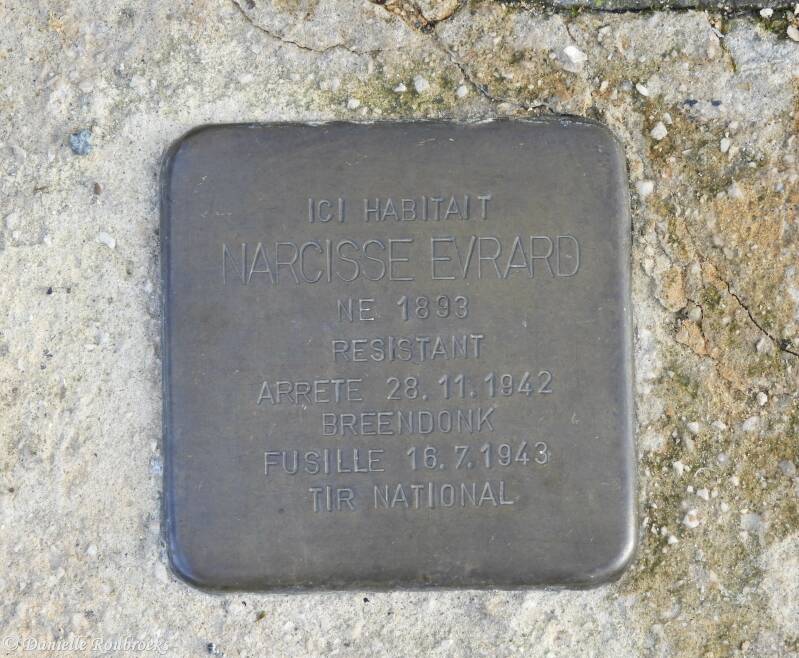 ICI HABITAIT
NARCISSE EVRARD
NE 1893
RESISTANT
ARRETE 28.11.1942
BREENDONK
FUSILLE 16.7.1943
TIR NATIONAL
© Danielle Roubroeks